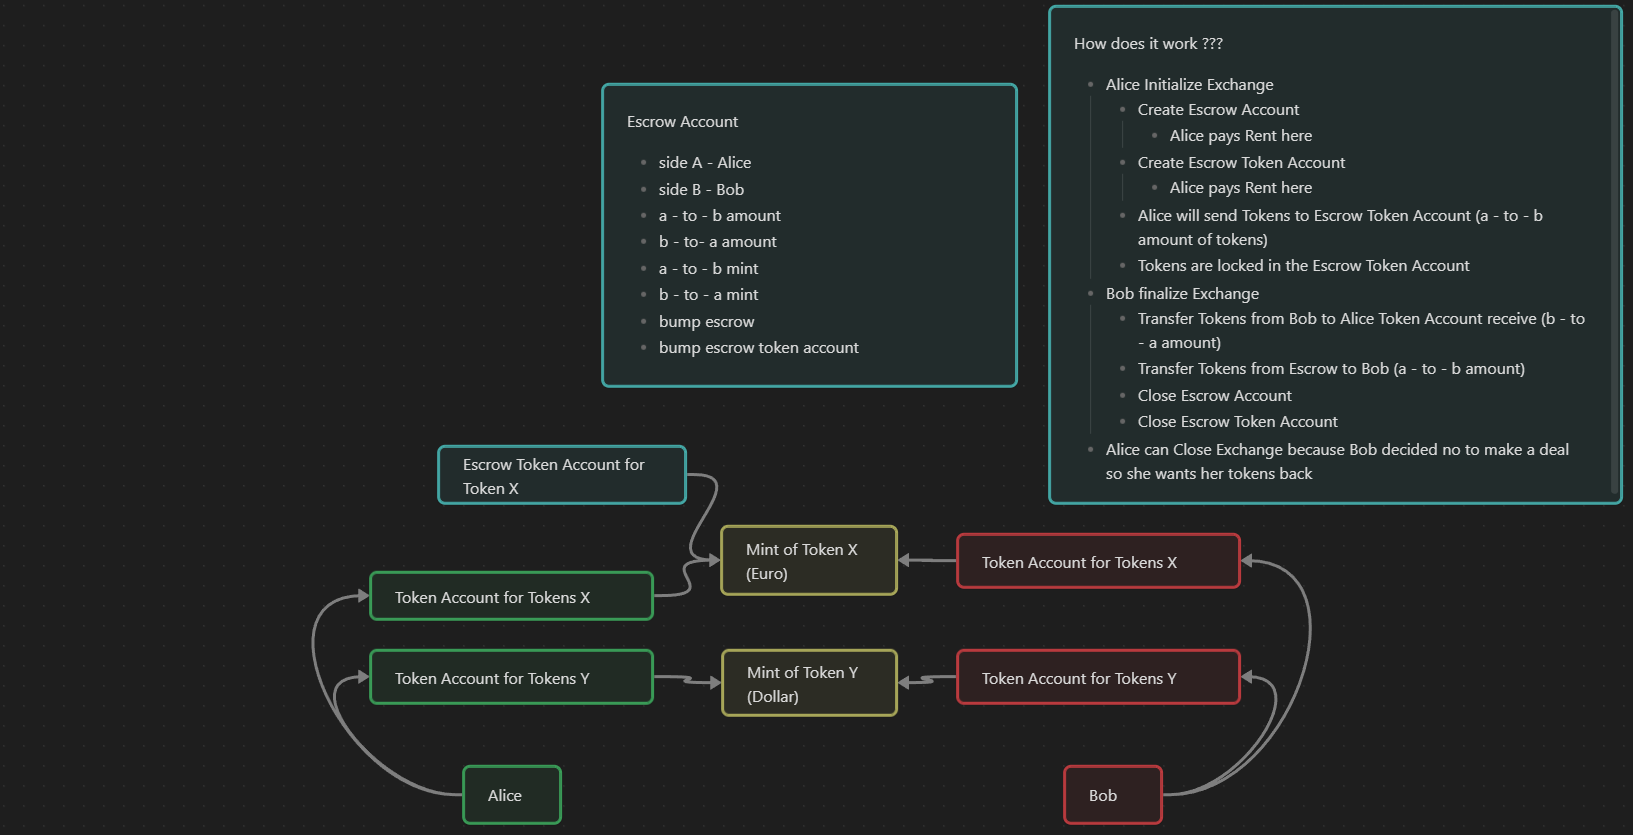 How does it work ???
Alice Initialize Exchange
Create Escrow Account
Alice pays Rent here
Create Escrow Token Account
Alice pays Rent here
Alice will send Tokens to Escrow Token Account (a - to - b
amount of tokens)
Tokens are locked in the Escrow Token Account
Bob finalize Exchange
Transfer Tokens from Bob to Alice Token Account receive (b - to
- a amount)
Transfer Tokens from Escrow to Bob (a - to - b amount)
Close Escrow Account
Close Escrow Token Account
Alice can Close Exchange because Bob decided no to make a deal
so she wants her tokens back
Escrow Account
side A - Alice
side B - Bob
a - to - b amount
b - to- a amount
a - to - b mint
b - to - a mint
bump escrow
bump escrow token account
Escrow Token Account for
Token X
Mint of Token X
(Euro)
Token Account for Tokens X
Token Account for Tokens X
Token Account for Tokens Y
Mint of Token Y
(Dollar)
Token Account for Tokens Y
Alice
Bob